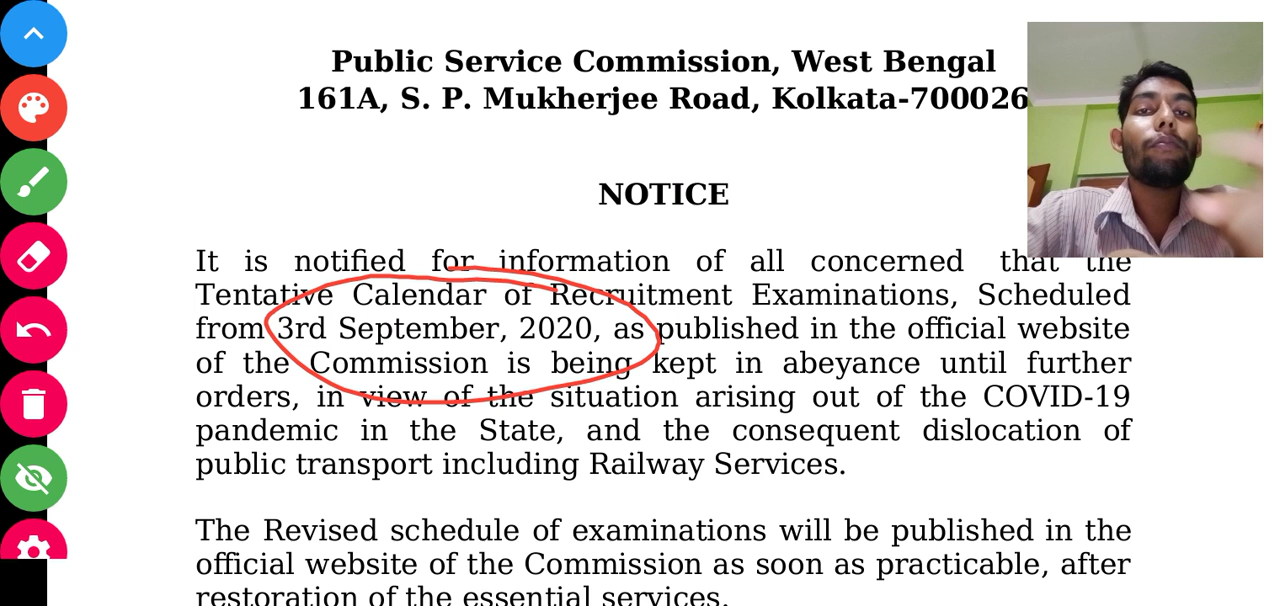 Public Service Commission, West Bengal
161A, S. P. Mukherjee Road, Kolkata-700026
NOTICE
It is notified for information of all concerned that the
Tentative Calendar of Recruitment Examinations, Scheduled
from 3rd September, 2020, as published in the official website
of the Commission is being kept in abeyance until further
orders, in view of the situation arising out of the COVID-19
pandemic in the State, and the consequent dislocation of
public transport including Railway Services.
The Revised schedule of examinations will be published in the
official website of the Commission as soon as practicable, after
restoration of the essential services.